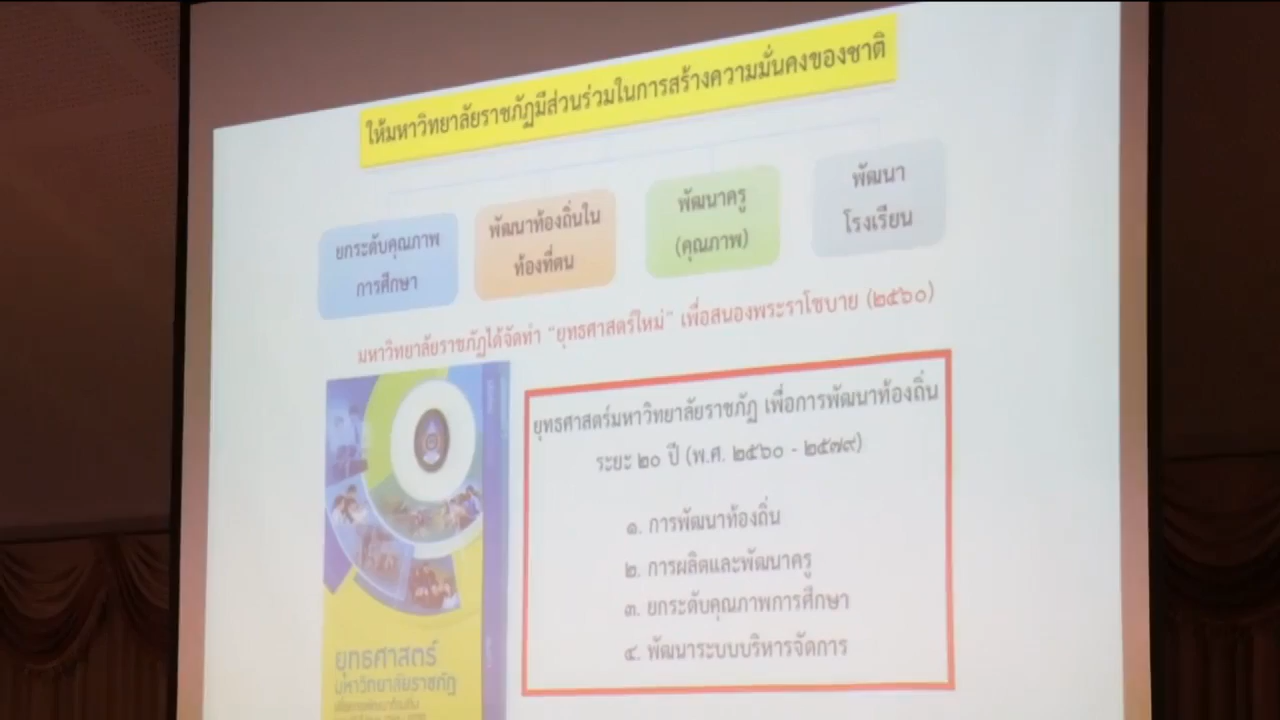 ให้มหาวิทยาลัยราชภัฏมีส่วนร่วมในการสร้างความมั่นคงของชาติ
ยกระดับคุณภาพ
การศึกษา
พัฒนาท้องถิ่นใน
ท้องที่ตน
พัฒนาครู
(คุณภาพ)
พัฒนา
โรงเรียน
มหาวิทยาลัยราชภัฏได้จัดทำ "ยุทธศาสตร์ใหม่" เพื่อสนองพระราโชบาย (๒๕๖๐)
ยุทธศาสตร์มหาวิทยาลัยราชภัฏ เพื่อการพัฒนาท้องถิ่น
ระยะ ๒๐ ปี (พ.ศ. ๒๕๖๐ - ๒๕๗๙)
๑. การพัฒนาท้องถิ่น
๒. การผลิตและพัฒนาครู
๓. ยกระดับคุณภาพการศึกษา
๔. พัฒนาระบบบริหารจัดการ
ยุทธศาสตร์
มหาวิทยาลัยราชภัฏ
เพื่อการพัฒนาท้องถิ่น